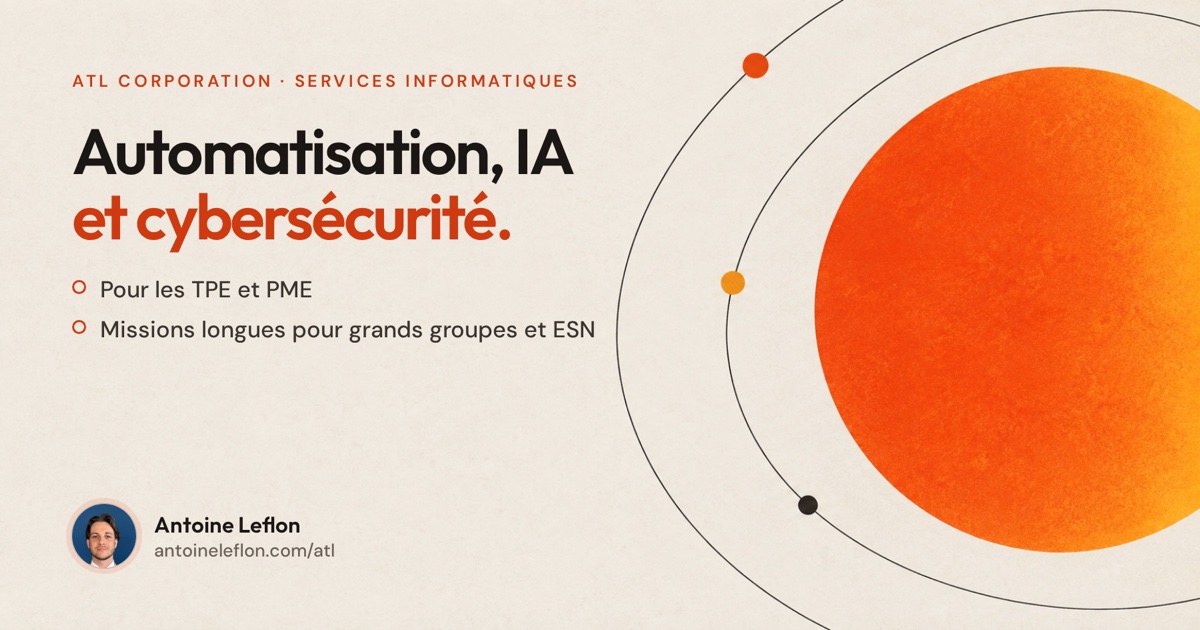 ATL CORPORATION · SERVICES INFORMATIQUES
Automatisation, IA
et cybersécurité.
Pour les TPE et PME
Missions longues pour grands groupes et ESN
Antoine Leflon
antoineleflon.com/atl